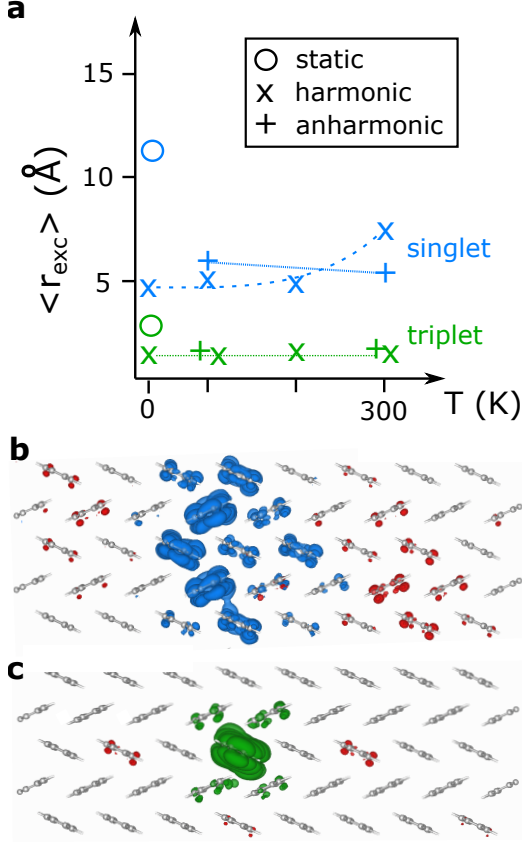 a
15
10
5
<r_exc> (Å)
static
harmonic
anharmonic
singlet
triplet
0
300
T (K)
b
c